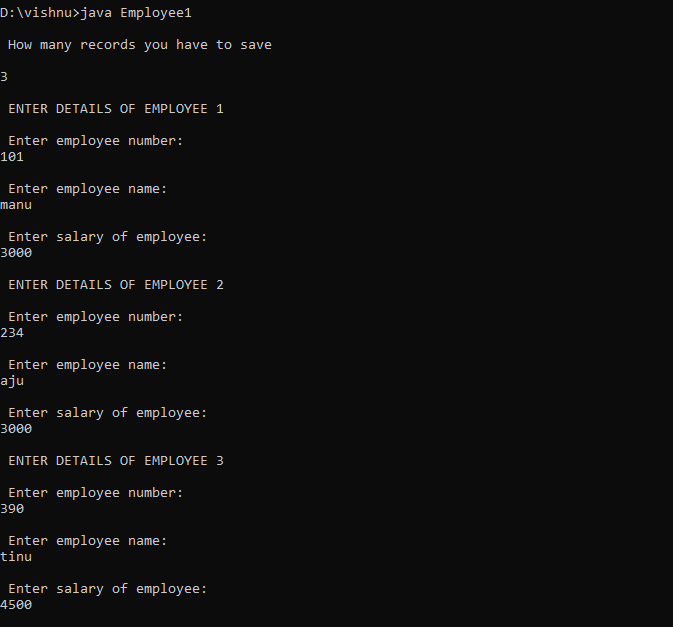 D:\vishnu>java Employee1
How many records you have to save
3
ENTER DETAILS OF EMPLOYEE 1
Enter employee number:
101
Enter employee name:
manu
Enter salary of employee:
3000
ENTER DETAILS OF EMPLOYEE 2
Enter employee number:
234
Enter employee name:
aju
Enter salary of employee:
3000
ENTER DETAILS OF EMPLOYEE 3
Enter employee number:
390
Enter employee name:
tinu
Enter salary of employee:
4500